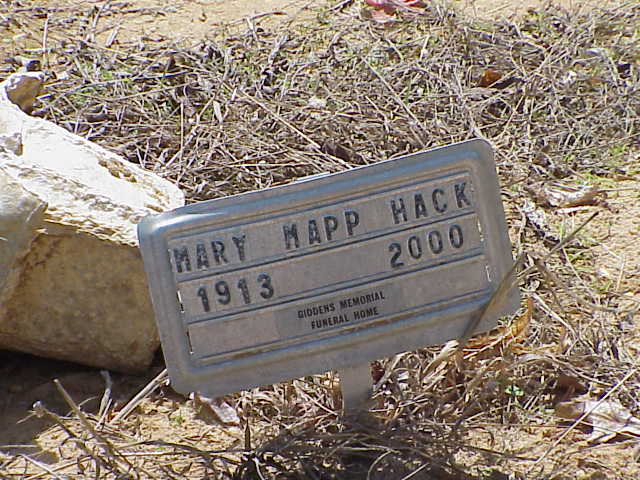 MARY MAPP HACK
1913 2000
GIDDENS MEMORIAL
FUNERAL HOME